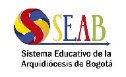 SEAB
Sistema Educativo de la
Arquidiócesis de Bogotá